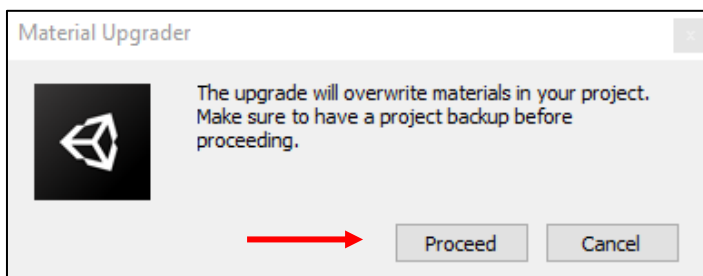 Material Upgrader
The upgrade will overwrite materials in your project.
Make sure to have a project backup before
proceeding.
Proceed
Cancel